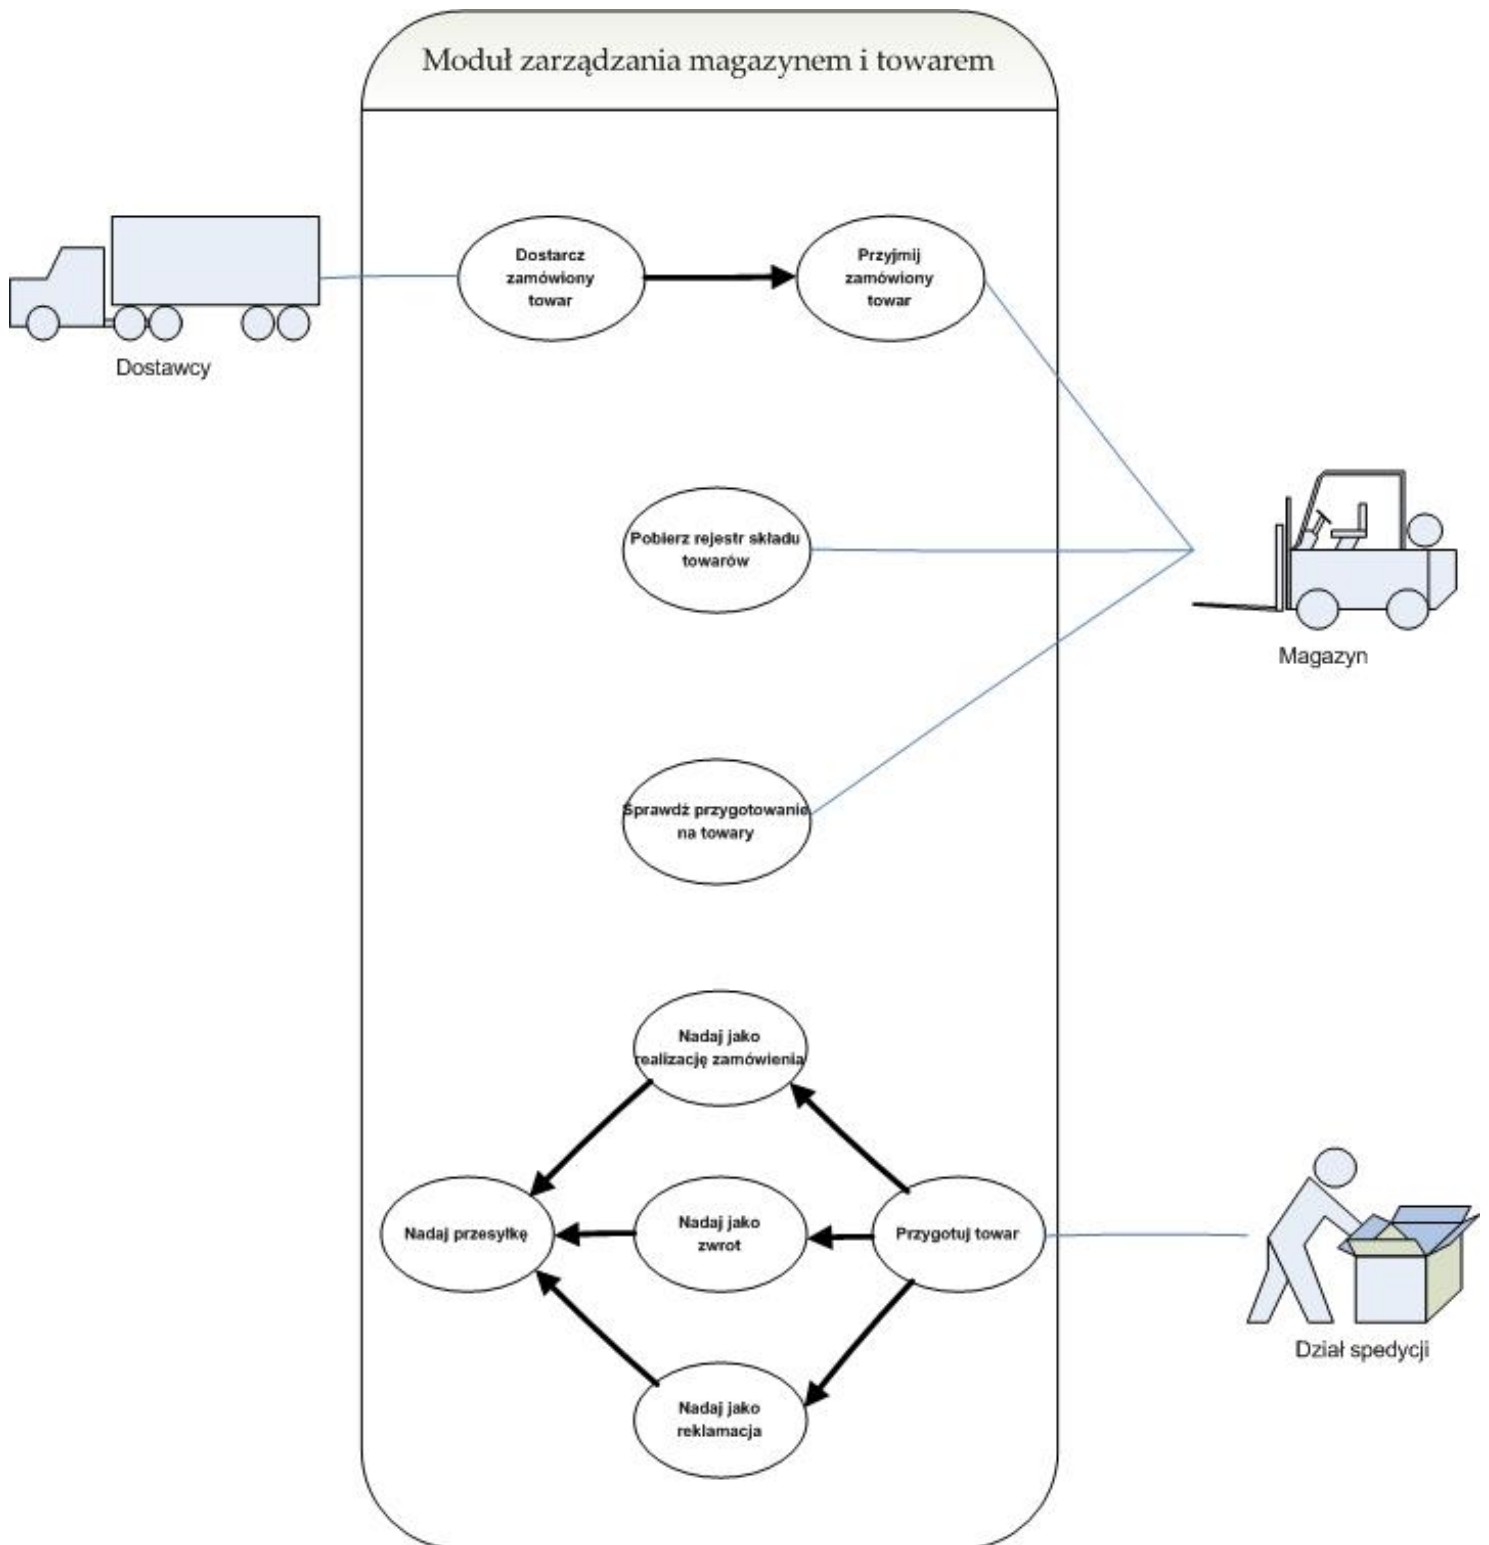 Moduł zarządzania magazynem i towarem
Dostarcz
zamówiony
towar
Przyjmij
zamówiony
towar
Dostawcy
Pobierz rejestr składu
towarów
Magazyn
Sprawdź przygotowanie
na towary
Nadaj jako
realizację zamówienia
Nadaj przesyłkę
Nadaj jako
zwrot
Przygotuj towar
Dział spedycji
Nadaj jako
reklamacja